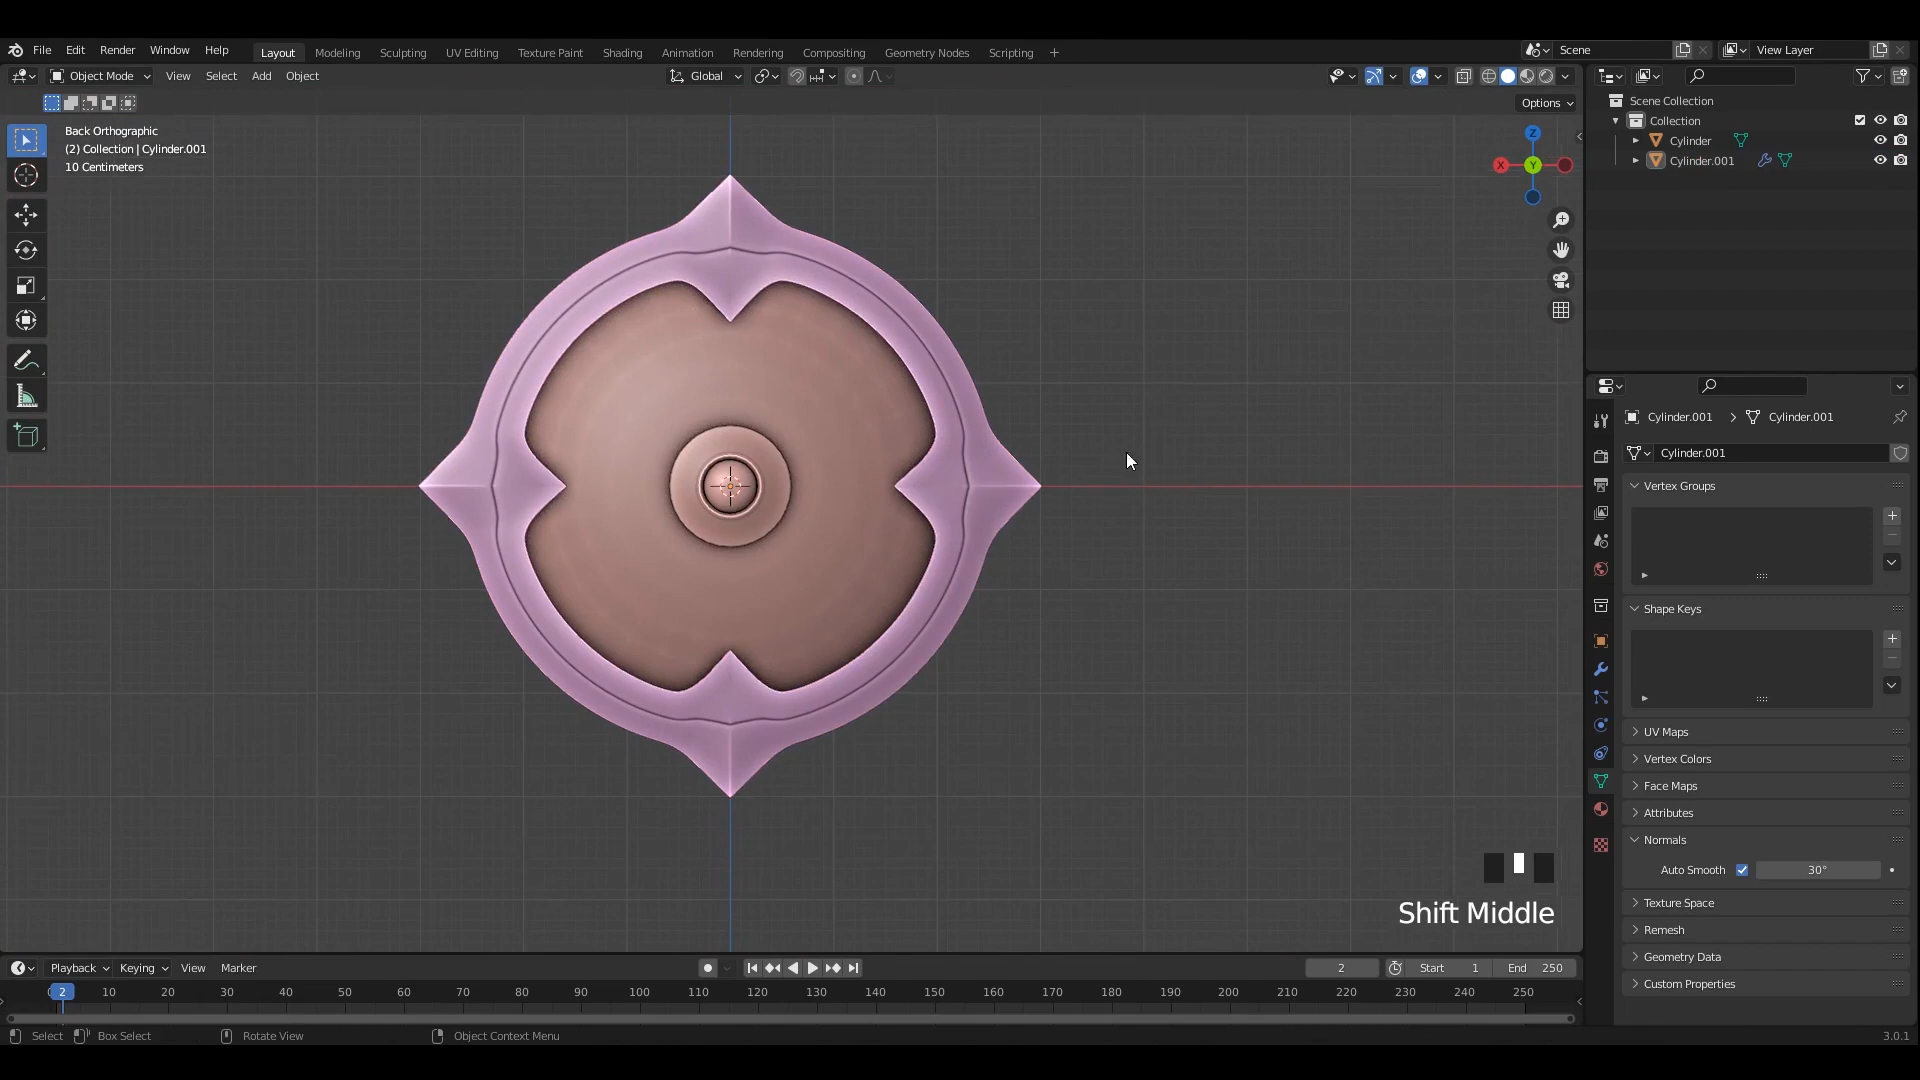 File Edit Render Window Help Layout Modeling Sculpting UV Editing Texture Paint Shading Animation Rendering Compositing Geometry Nodes Scripting + Scene View Layer
Object Mode View Select Add Object Global
Options
Back Orthographic
(2) Collection | Cylinder.001
10 Centimeters
Z
X
Y
Scene Collection
Collection
Cylinder
Cylinder.001
Cylinder.001 Cylinder.001
Cylinder.001
Vertex Groups
Shape Keys
UV Maps
Vertex Colors
Face Maps
Attributes
Normals
Auto Smooth 30°
Texture Space
Remesh
Geometry Data
Custom Properties
Shift Middle
Playback Keying View Marker 2 Start 1 End 250
2 10 20 30 40 50 60 70 80 90 100 110 120 130 140 150 160 170 180 190 200 210 220 230 240 250
Select Box Select Rotate View Object Context Menu 3.0.1